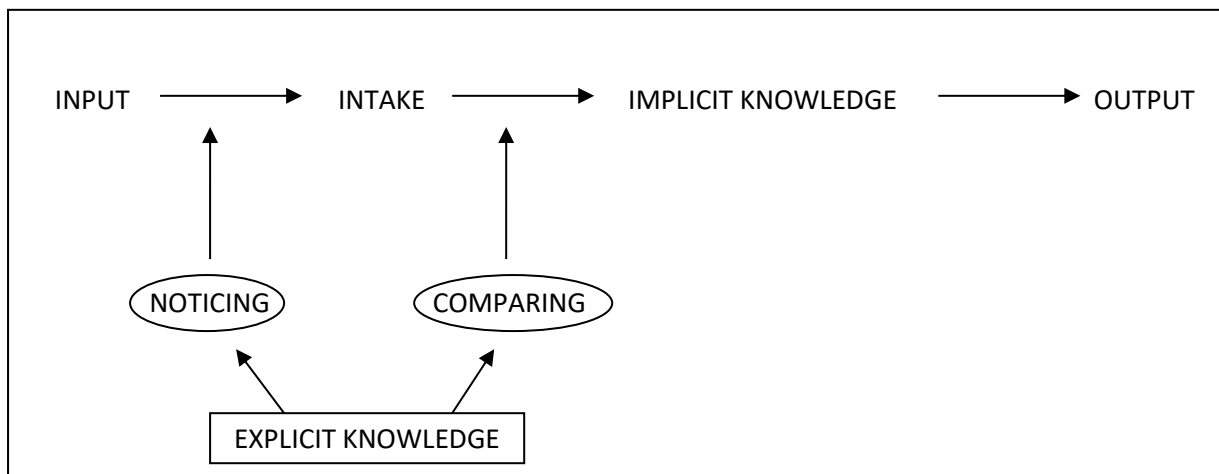 INPUT INTAKE IMPLICIT KNOWLEDGE OUTPUT
NOTICING COMPARING
EXPLICIT KNOWLEDGE